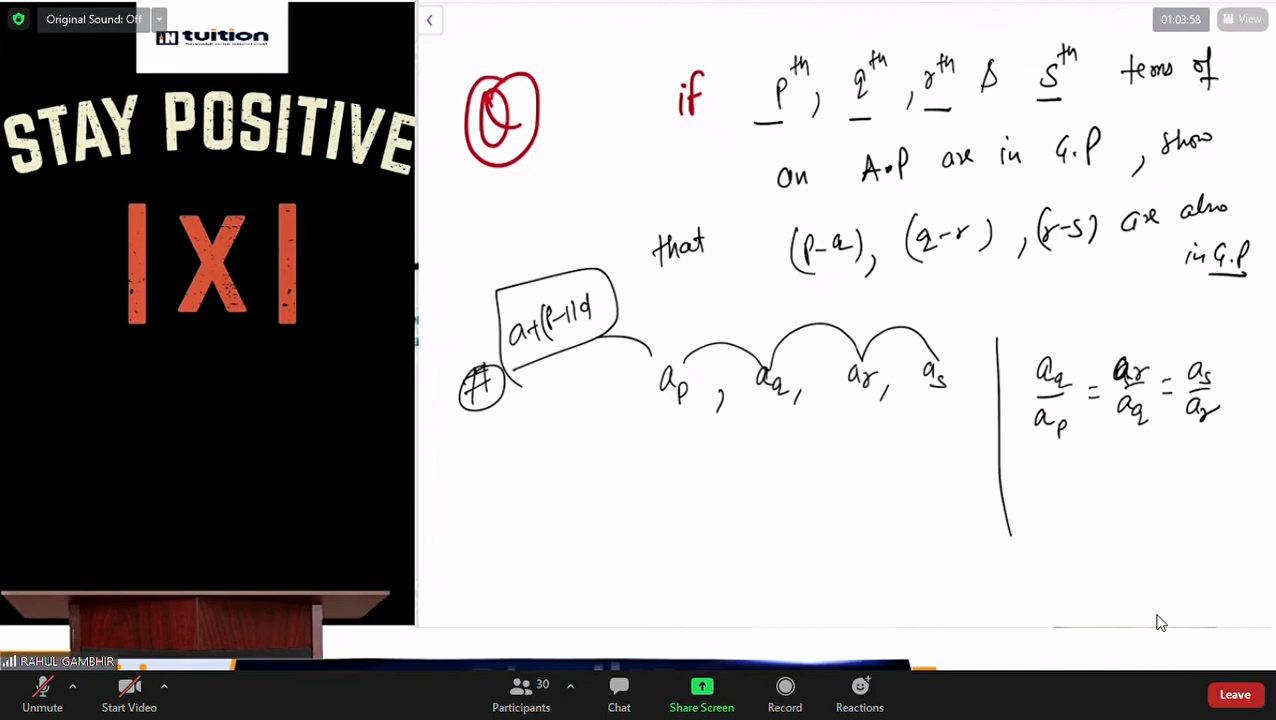 Original Sound: Off
01:03:58
View
iNtuition
STAY POSITIVE
|X|
Q if pth, qth, rth & sth terms of
an A.P are in G.P, show
that (p-q), (q-r), (r-s) are also
in G.P
a+(p-1)d
# ap, aq, ar, as
aq/ap = ar/aq = as/ar
RAHUL GAMBHIR
Unmute
Start Video
30
Participants
Chat
Share Screen
Record
Reactions
Leave